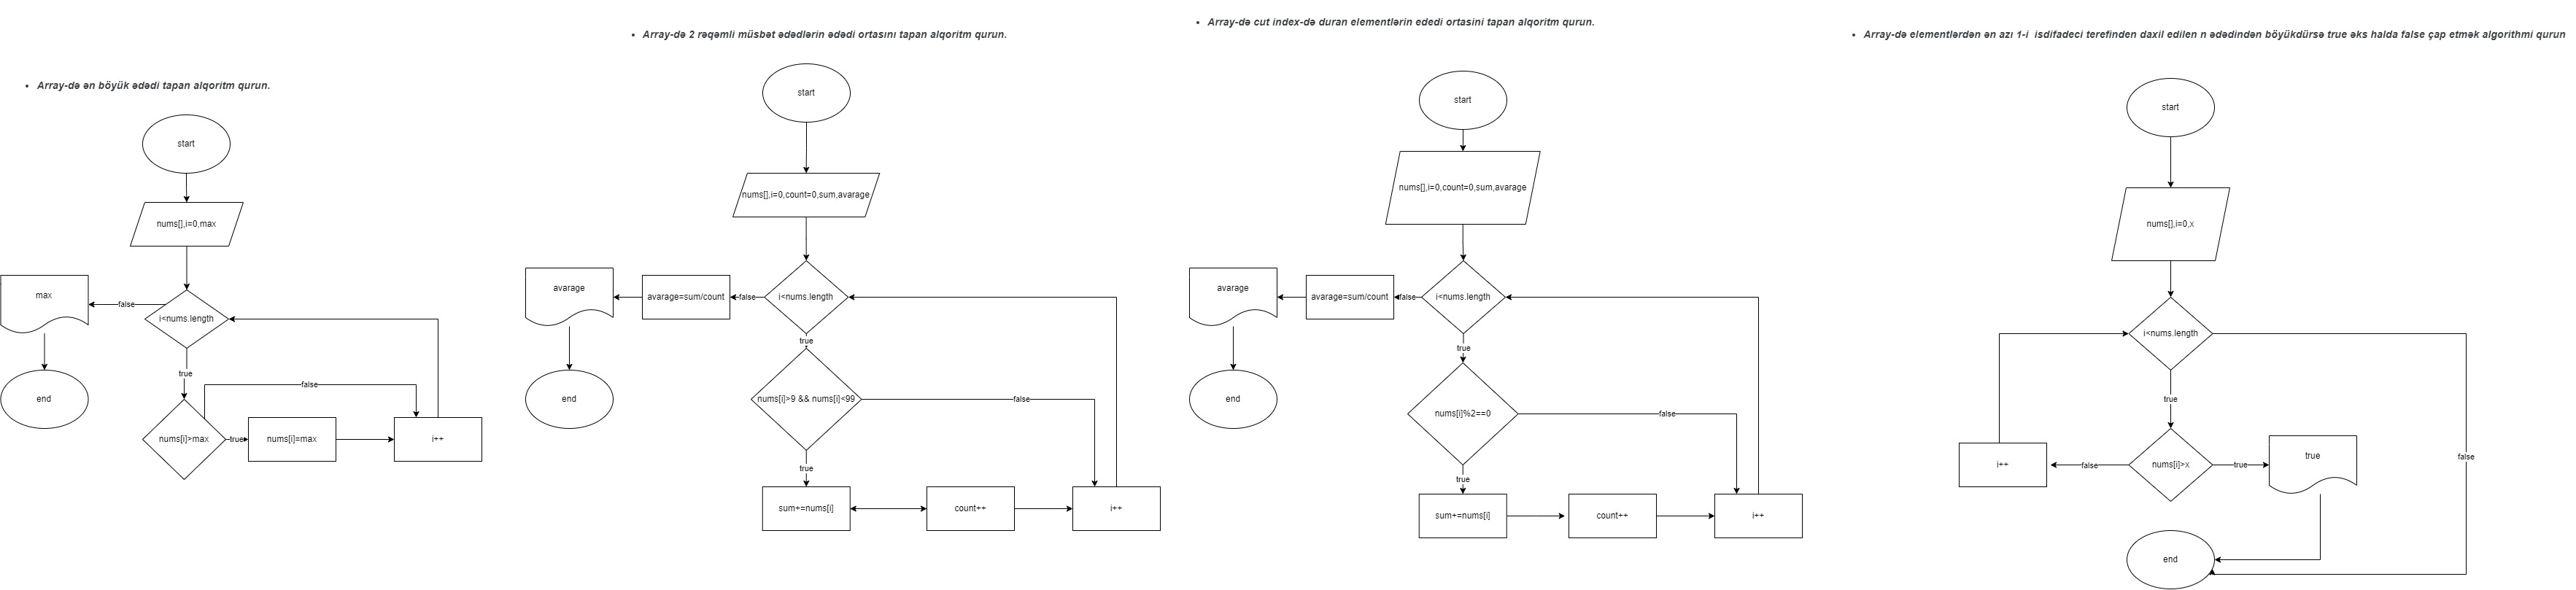 Array-də ən böyük ədədi tapan alqoritm qurun.
start
nums[],i=0,max
max
false
i<nums.length
true
false
end
nums[i]>max
true
nums[i]=max
i++
Array-də 2 rəqəmli müsbət ədədlərin ədədi ortasını tapan alqoritm qurun.
start
nums[],i=0,count=0,sum,avarage
avarage
avarage=sum/count
false
i<nums.length
true
end
nums[i]>9 && nums[i]<99
false
true
sum+=nums[i]
count++
i++
Array-də cut index-də duran elementlərin ededi ortasini tapan alqoritm qurun.
start
nums[],i=0,count=0,sum,avarage
avarage
avarage=sum/count
false
i<nums.length
true
end
nums[i]%2==0
false
true
sum+=nums[i]
count++
i++
Array-də elementlərdən ən azı 1-i isdifadeci terefinden daxil edilen n ədədindən böyükdürsə true əks halda false çap etmək algorithmi qurun
start
nums[],i=0,x
i<nums.length
true
false
i++
false
nums[i]>x
true
true
end